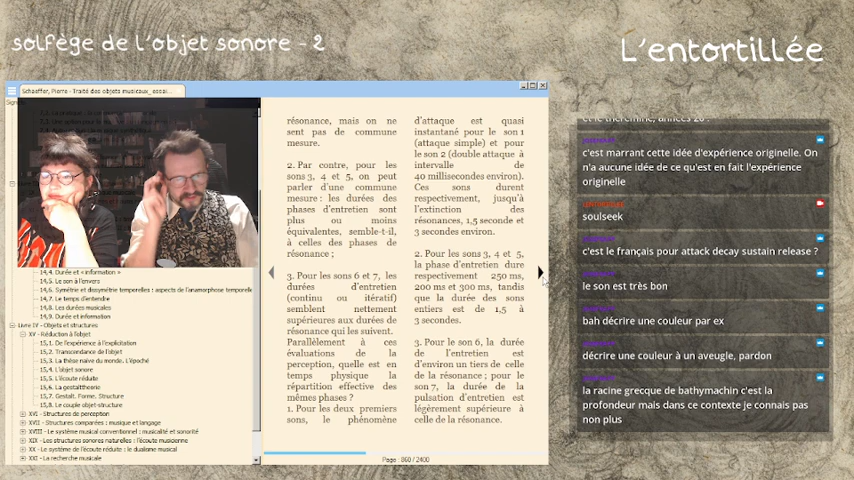 solfège de l'objet sonore - 2
L'entortillée
Schaeffer, Pierre - Traité des objets musicaux_ essai...
14,4. Durée et « information »
14,5. Le son à l'envers
14,6. Symétrie et dissymétrie temporelles : aspects de l'anamorphose temporelle
14,7. Le temps d'entendre
14,8. Les durées musicales
14,9. Durée et information
Livre IV - Objets et structures
XV - Réduction à l'objet
15,1. De l'expérience à l'explicitation
15,2. Transcendance de l'objet
15,3. La thèse naïve du monde. L'épochè
15,4. L'objet sonore
15,5. L'écoute réduite
15,6. La gestalttheorie
15,7. Gestalt. Forme. Structure
15,8. Le couple objet-structure
XVI - Structures de perception
XVII - Structures comparées : musique et langage
XVIII - Le système musical conventionnel : musicalité et sonorité
XIX - Les structures sonores naturelles : l'écoute musicienne
XX - Le système de l'écoute réduite : le dualisme musical
XXI - La recherche musicale
résonance, mais on ne
sent pas de commune
mesure.
2. Par contre, pour les
sons 3, 4 et 5, on peut
parler d'une commune
mesure : les durées des
phases d'entretien sont
plus ou moins
équivalentes, semble-t-il,
à celles des phases de
résonance ;
3. Pour les sons 6 et 7, les
durées d'entretien
(continu ou itératif)
semblent nettement
supérieures aux durées de
résonance qui les suivent.
Parallèlement à ces
évaluations de la
perception, quelle est en
temps physique la
répartition effective des
mêmes phases ?
1. Pour les deux premiers
sons, le phénomène
d'attaque est quasi
instantané pour le son 1
(attaque simple) et pour
le son 2 (double attaque à
intervalle de
40 millisecondes environ).
Ces sons durent
respectivement, jusqu'à
l'extinction des
résonances, 1,5 seconde et
3 secondes environ.
2. Pour les sons 3, 4 et 5,
la phase d'entretien dure
respectivement 250 ms,
200 ms et 300 ms, tandis
que la durée des sons
entiers est de 1,5 à
3 secondes.
3. Pour le son 6, la durée
de l'entretien est
d'environ un tiers de celle
de la résonance ; pour le
son 7, la durée de la
pulsation d'entretien est
légèrement supérieure à
celle de la résonance.
Page : 868 / 2400
et le thérémine, années 20 .
c'est marrant cette idée d'expérience originelle. On
n'a aucune idée de ce qu'est en fait l'expérience
originelle
soulseek
c'est le français pour attack decay sustain release ?
le son est très bon
bah décrire une couleur par ex
décrire une couleur à un aveugle, pardon
la racine grecque de bathymachin c'est la
profondeur mais dans ce contexte je connais pas
non plus